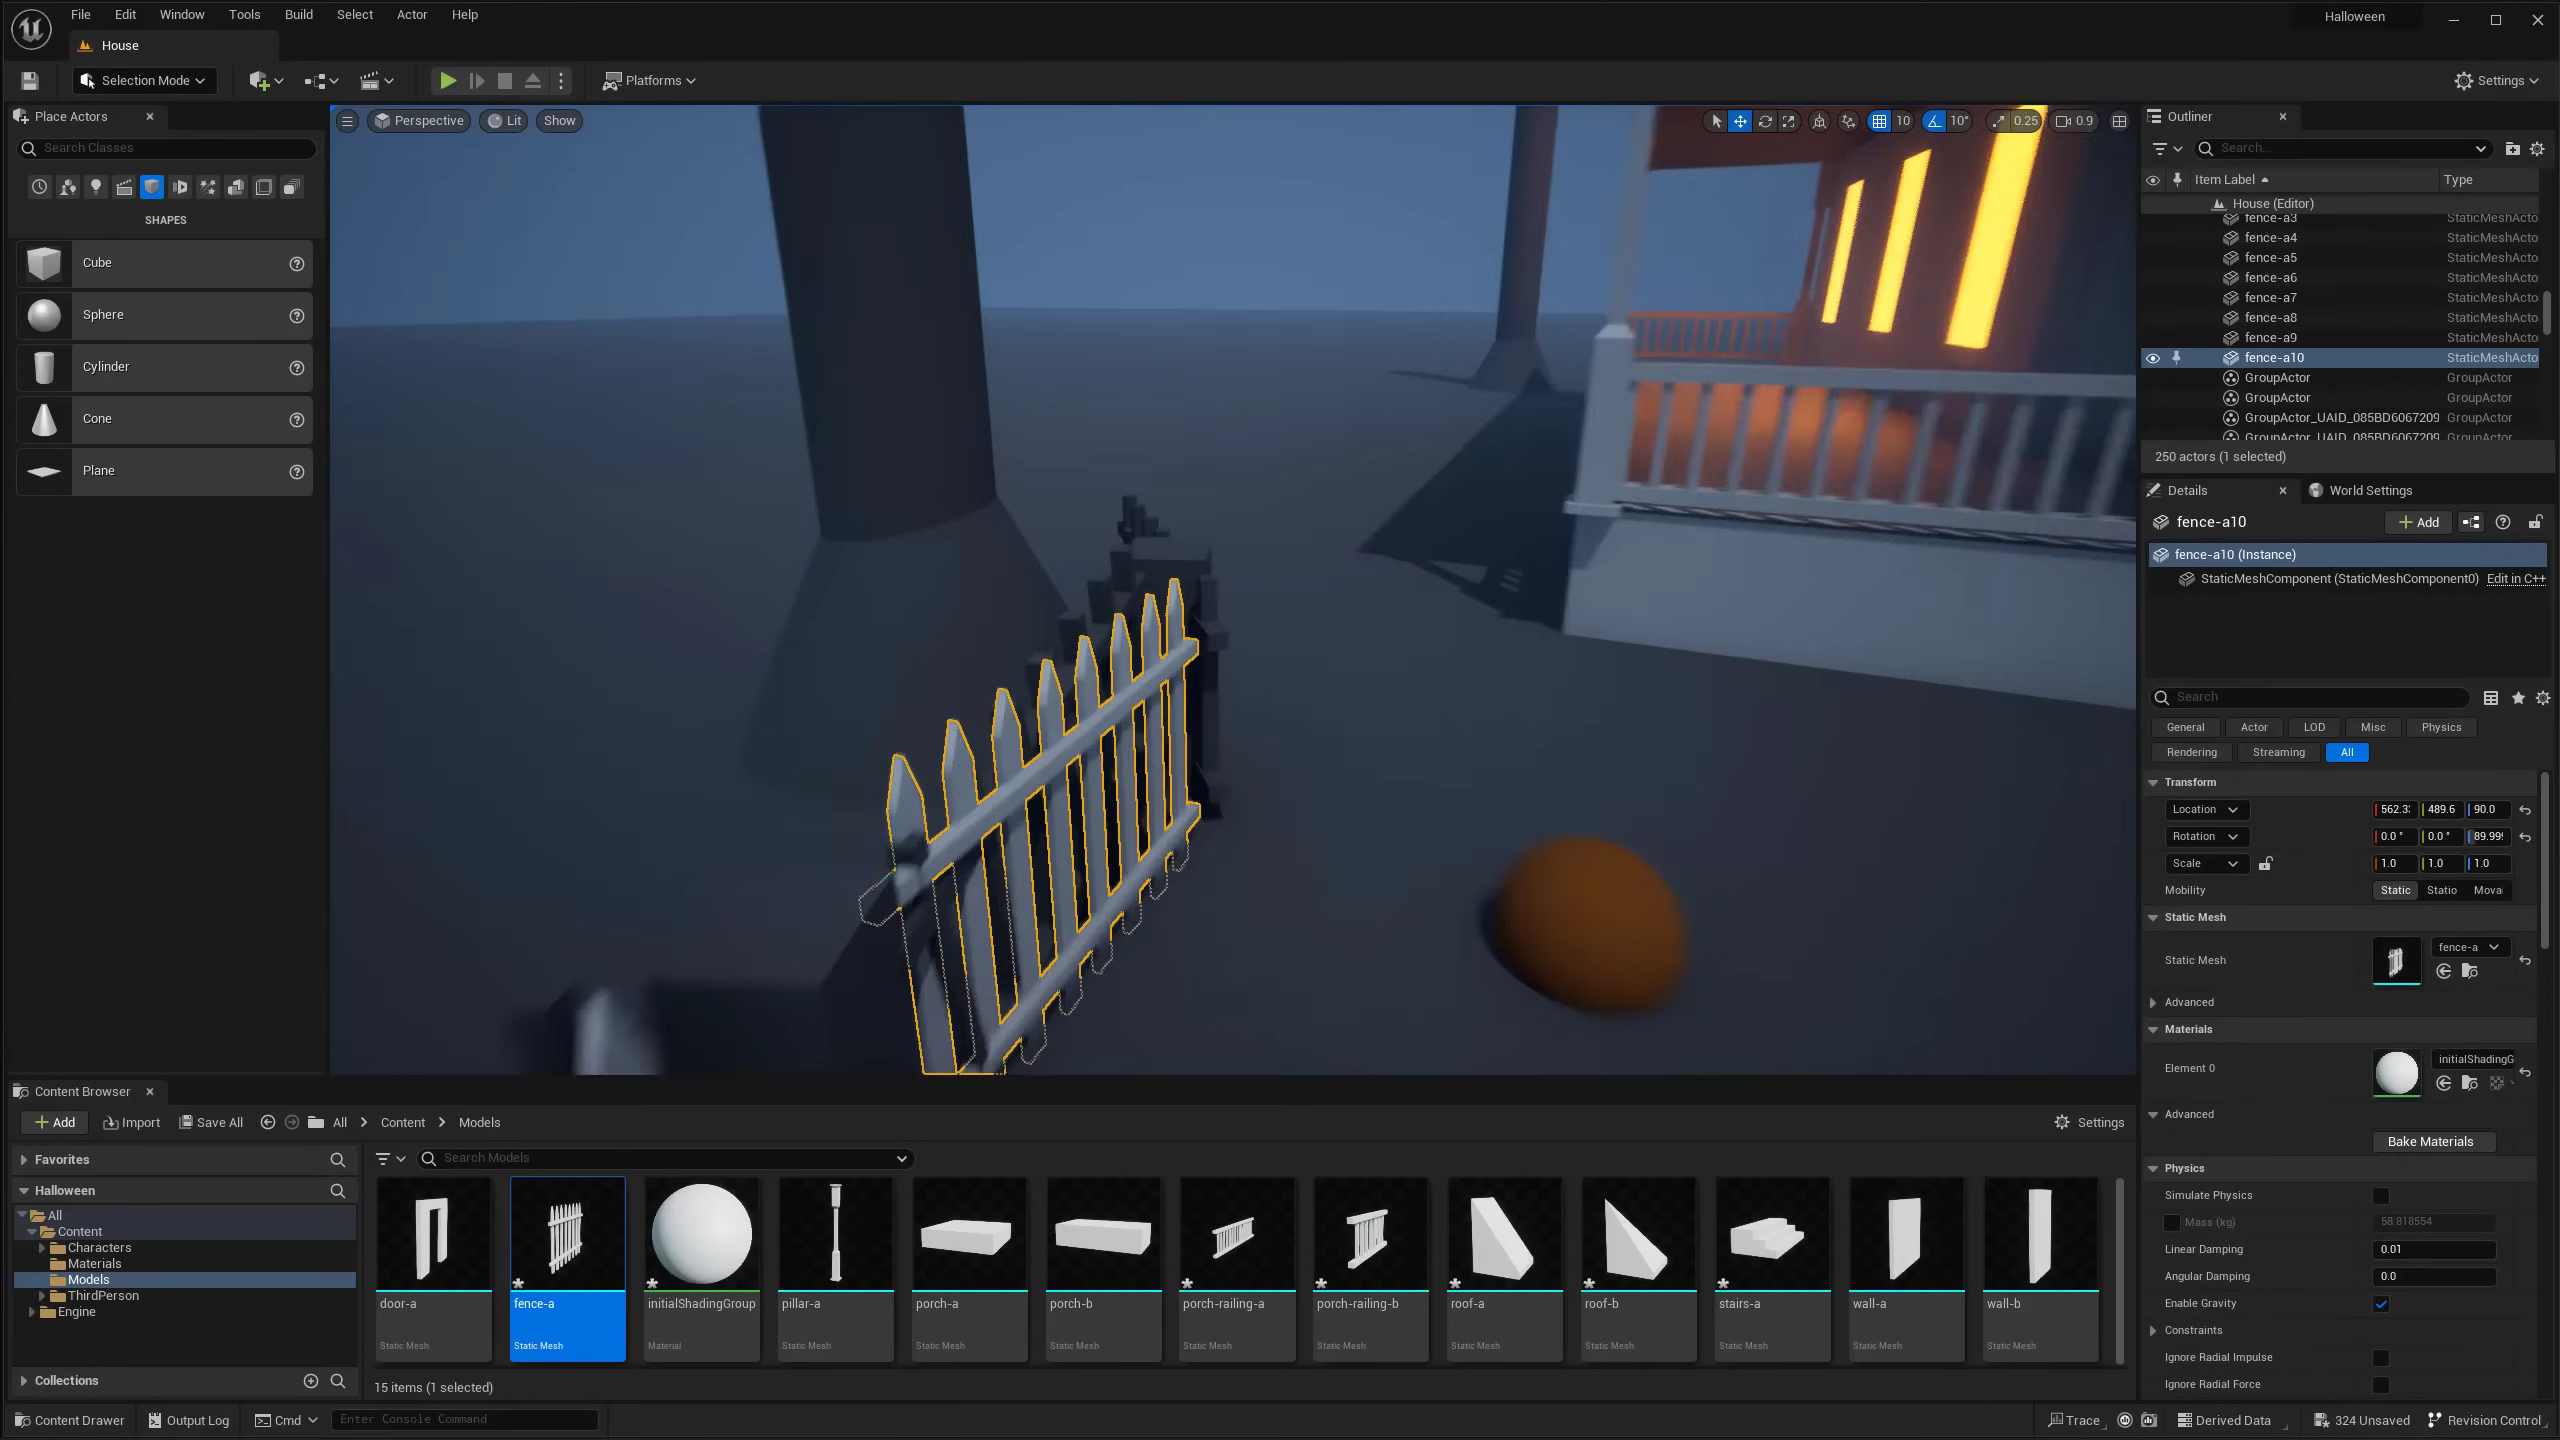 File Edit Window Tools Build Select Actor Help
Halloween
House
Selection Mode
Platforms
Settings
Place Actors
Search Classes
SHAPES
Cube
Sphere
Cylinder
Cone
Plane
Perspective
Lit
Show
10
10°
0.25
0.9
Outliner
Search...
Item Label
Type
House (Editor)
fence-a3 StaticMeshActo
fence-a4 StaticMeshActo
fence-a5 StaticMeshActo
fence-a6 StaticMeshActo
fence-a7 StaticMeshActo
fence-a8 StaticMeshActo
fence-a9 StaticMeshActo
fence-a10 StaticMeshActo
GroupActor GroupActor
GroupActor GroupActor
GroupActor_UAID_085BD6067209 GroupActor
GroupActor_UAID_085BD6067209 GroupActor
250 actors (1 selected)
Details
World Settings
fence-a10
Add
fence-a10 (Instance)
StaticMeshComponent (StaticMeshComponent0) Edit in C++
Search
General Actor LOD Misc Physics
Rendering Streaming All
Transform
Location 562.3 489.6 90.0
Rotation 0.0 ° 0.0 ° 89.99
Scale 1.0 1.0 1.0
Mobility Static Statio Moval
Static Mesh
Static Mesh fence-a
Advanced
Materials
Element 0 initialShadingG
Advanced
Bake Materials
Physics
Simulate Physics
Mass (kg) 58.818554
Linear Damping 0.01
Angular Damping 0.0
Enable Gravity
Constraints
Ignore Radial Impulse
Ignore Radial Force
Content Browser
Add Import Save All All Content Models Settings
Favorites
Halloween
All
Content
Characters
Materials
Models
ThirdPerson
Engine
Collections
Search Models
door-a
Static Mesh
fence-a
Static Mesh
initialShadingGroup
Material
pillar-a
Static Mesh
porch-a
Static Mesh
porch-b
Static Mesh
porch-railing-a
Static Mesh
porch-railing-b
Static Mesh
roof-a
Static Mesh
roof-b
Static Mesh
stairs-a
Static Mesh
wall-a
Static Mesh
wall-b
Static Mesh
15 items (1 selected)
Content Drawer Output Log Cmd Enter Console Command
Trace Derived Data 324 Unsaved Revision Control